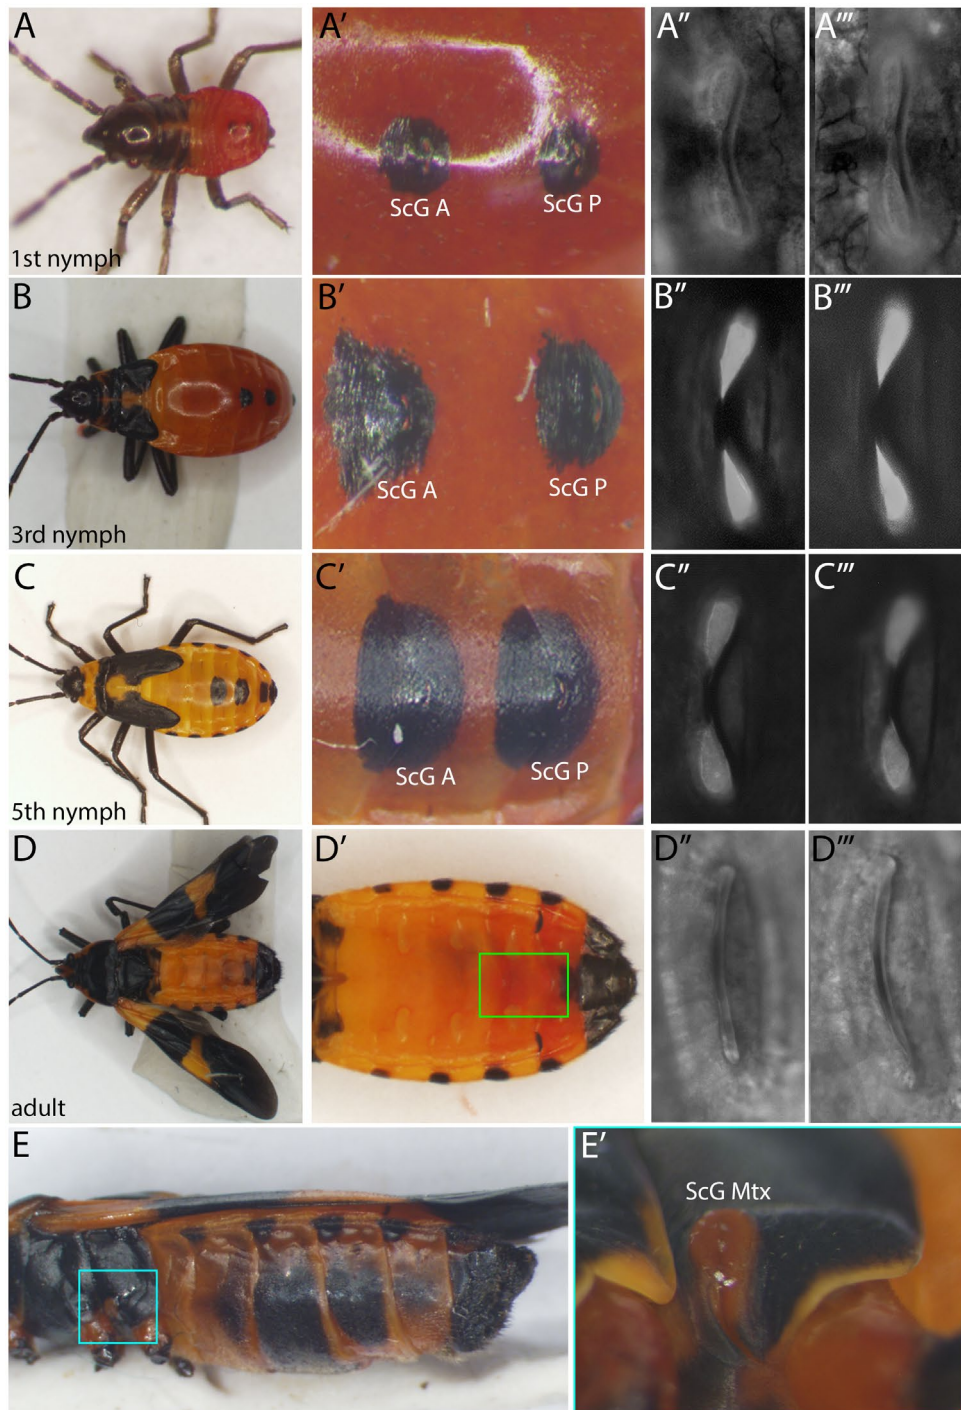 A
1st nymph
A′
ScG A
ScG P
A″
A‴
B
3rd nymph
B′
ScG A
ScG P
B″
B‴
C
5th nymph
C′
ScG A
ScG P
C″
C‴
D
adult
D′
D″
D‴
E
E′
ScG Mtx